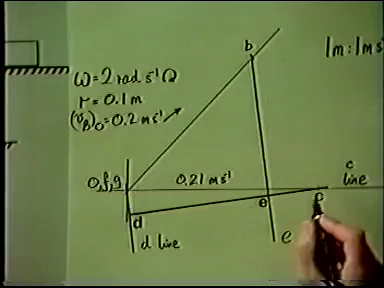 b
1m : 1ms
ω = 2 rad s⁻¹
r = 0.1 m
(v_B)_O = 0.2 ms⁻¹
o,f,g
0.21 ms⁻¹
c
line
e
c
d
d line
e